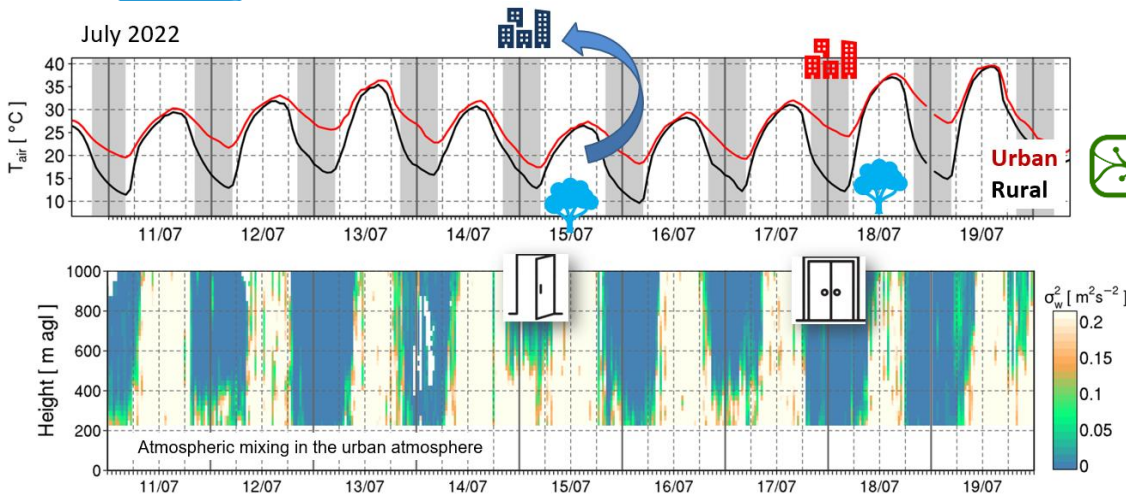 July 2022
T_air [ °C]
40
35
30
25
20
15
10
Urban
Rural
11/07 12/07 13/07 14/07 15/07 16/07 17/07 18/07 19/07
Height [ m agl]
1000
800
600
400
200
0
Atmospheric mixing in the urban atmosphere
11/07 12/07 13/07 14/07 15/07 16/07 17/07 18/07 19/07
σ²_w [ m²s⁻² ]
0.2
0.15
0.1
0.05
0